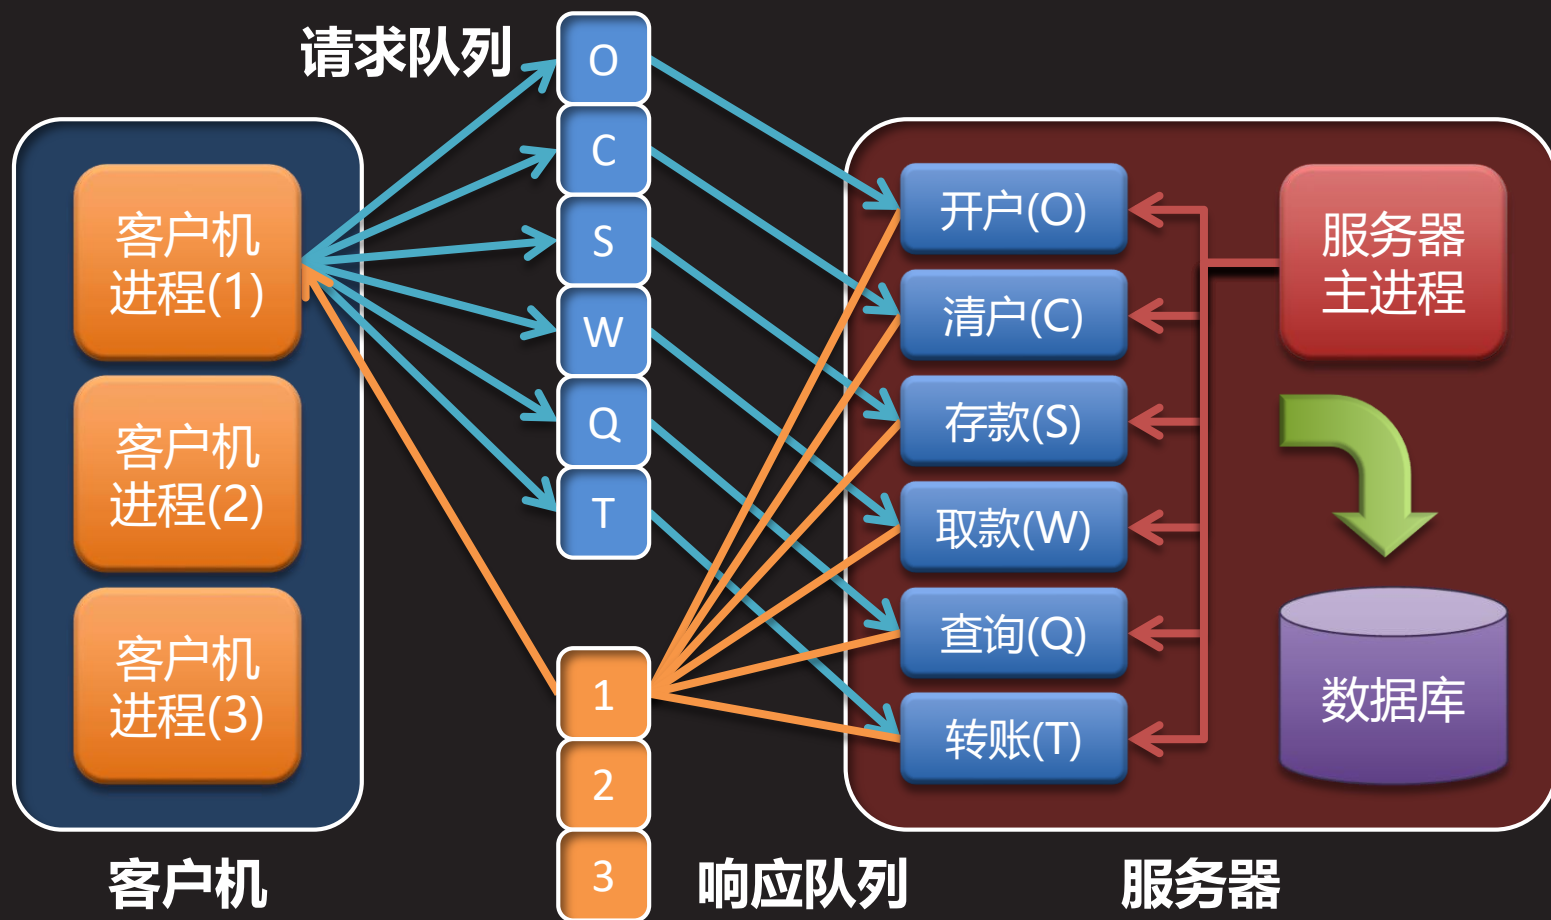 请求队列
O
C
S
W
Q
T
客户机
进程(1)
客户机
进程(2)
客户机
进程(3)
客户机
1
2
3
响应队列
开户(O)
清户(C)
存款(S)
取款(W)
查询(Q)
转账(T)
服务器
主进程
数据库
服务器